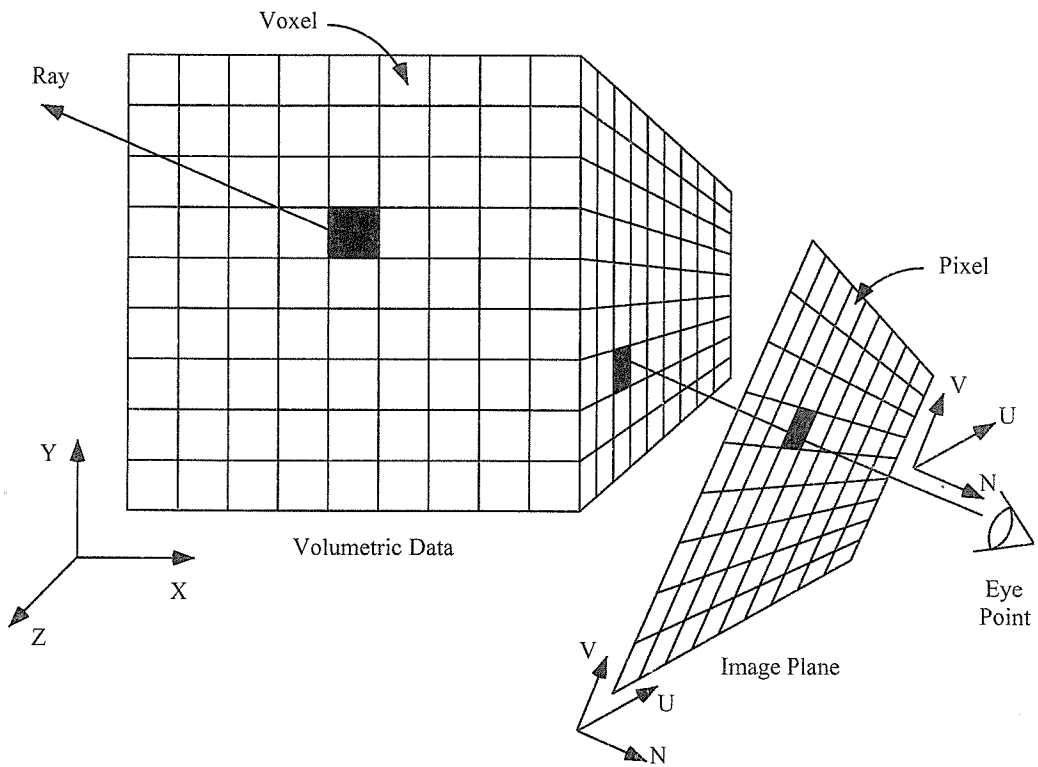 Voxel
Ray
Pixel
V
U
N
Y
X
Z
Volumetric Data
Eye
Point
V
U
N
Image Plane